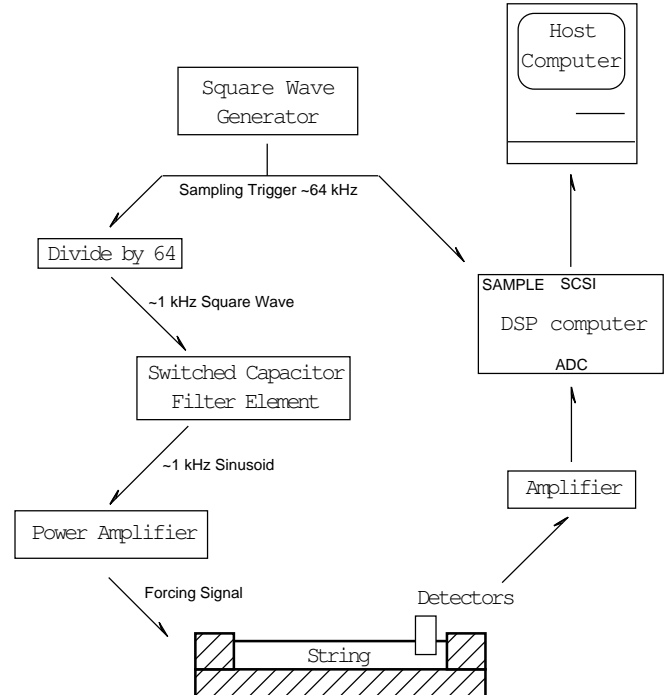 Host
Computer
Square Wave
Generator
Sampling Trigger ~64 kHz
Divide by 64
~1 kHz Square Wave
SAMPLE SCSI
DSP computer
ADC
Switched Capacitor
Filter Element
~1 kHz Sinusoid
Amplifier
Power Amplifier
Forcing Signal
Detectors
String